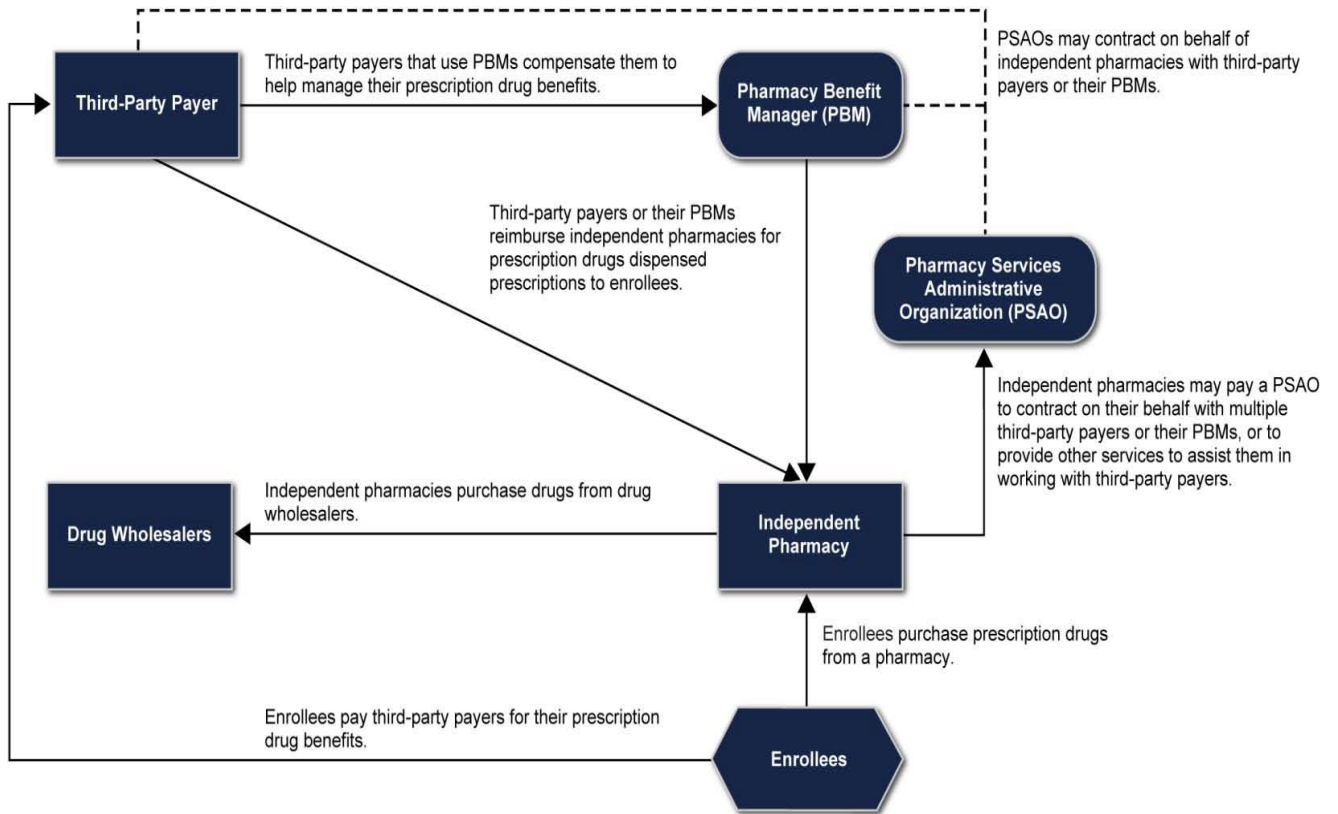 Third-party payers that use PBMs compensate them to
help manage their prescription drug benefits.
PSAOs may contract on behalf of
independent pharmacies with third-party
payers or their PBMs.
Third-Party Payer
Pharmacy Benefit
Manager (PBM)
Third-party payers or their PBMs
reimburse independent pharmacies for
prescription drugs dispensed
prescriptions to enrollees.
Pharmacy Services
Administrative
Organization (PSAO)
Independent pharmacies may pay a PSAO
to contract on their behalf with multiple
third-party payers or their PBMs, or to
provide other services to assist them in
working with third-party payers.
Independent pharmacies purchase drugs from drug
wholesalers.
Drug Wholesalers
Independent
Pharmacy
Enrollees purchase prescription drugs
from a pharmacy.
Enrollees pay third-party payers for their prescription
drug benefits.
Enrollees